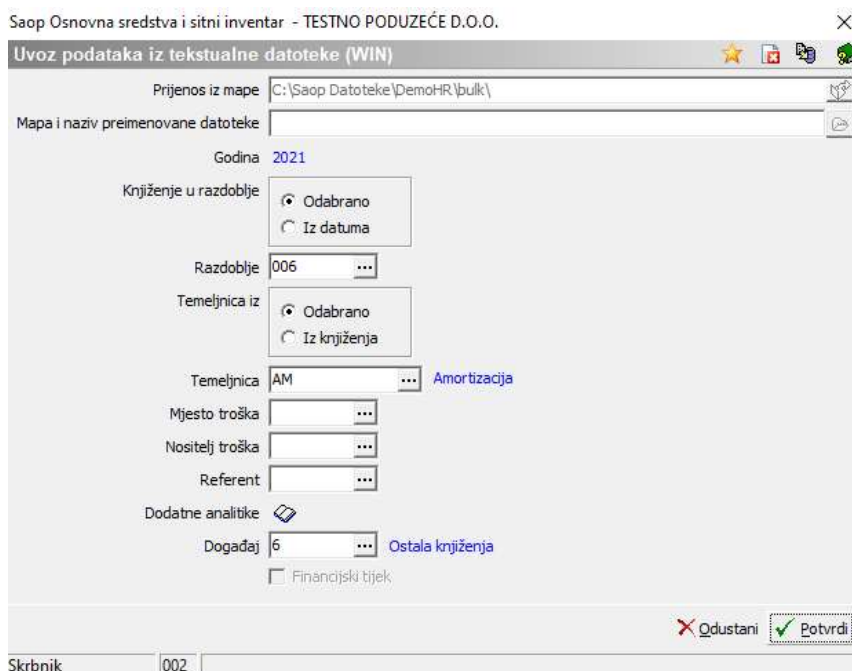 Saop Osnovna sredstva i sitni inventar - TESTNO PODUZEĆE D.O.O.
Uvoz podataka iz tekstualne datoteke (WIN)
Prijenos iz mape C:\Saop Datoteke\DemoHR\bulk\
Mapa i naziv preimenovane datoteke
Godina 2021
Knjiženje u razdoblje
Odabrano
Iz datuma
Razdoblje 006 ...
Temeljnica iz
Odabrano
Iz knjiženja
Temeljnica AM ... Amortizacija
Mjesto troška ...
Nositelj troška ...
Referent ...
Dodatne analitike
Događaj 6 ... Ostala knjiženja
Financijski tijek
Odustani Potvrdi
Skrbnik 002